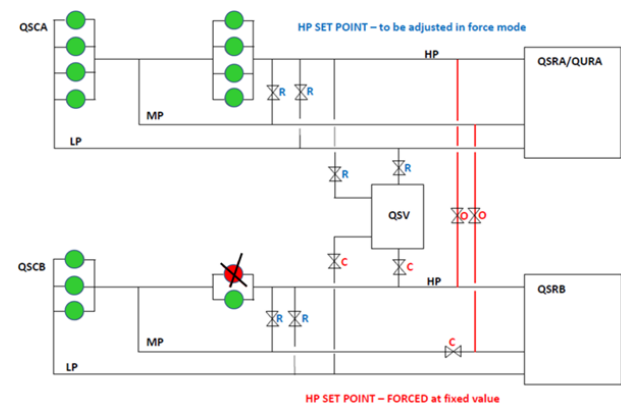 QSCA
HP SET POINT – to be adjusted in force mode
HP
QSRA/QURA
R
R
MP
LP
R
R
QSV
O
O
QSCB
C
C
HP
QSRB
R
R
MP
C
LP
HP SET POINT – FORCED at fixed value